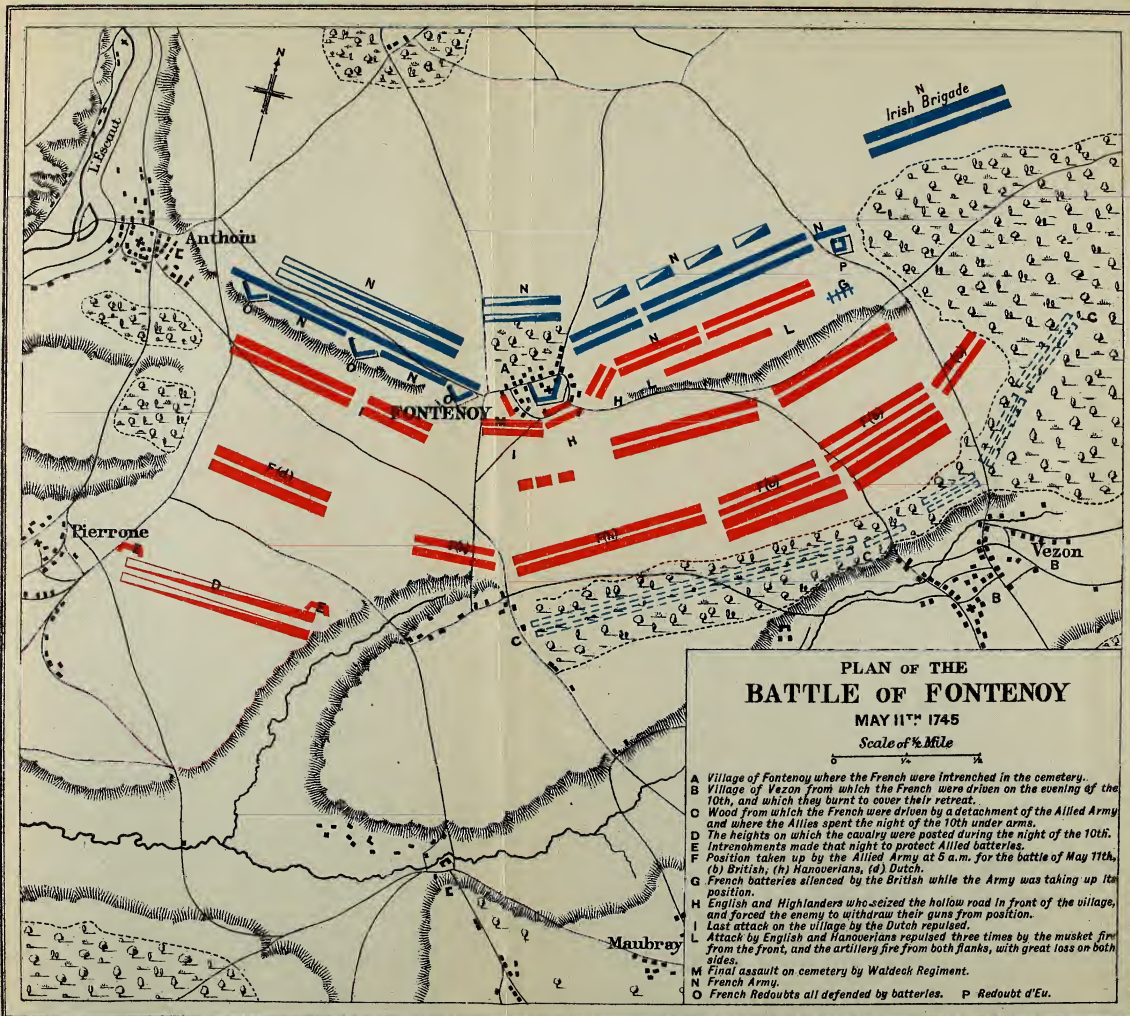 N
Irish Brigade
N
L'Escaut
Anthoin
N
N
N
N
N
P
G
O
N
O
N
O
N
L
L
C
A
H
FONTENOY
M
H
I
F(b)
F(b)
F(d)
F(b)
F(h)
F(h)
Pierrone
E
D
E
C
C
Vezon
B
B
Maubray
PLAN OF THE
BATTLE OF FONTENOY
MAY 11TH 1745
Scale of ½ Mile
0 ¼ ½
A Village of Fontenoy where the French were intrenched in the cemetery.
B Village of Vezon from which the French were driven on the evening of the
10th, and which they burnt to cover their retreat.
C Wood from which the French were driven by a detachment of the Allied Army
and where the Allies spent the night of the 10th under arms.
D The heights on which the cavalry were posted during the night of the 10th.
E Intrenohments made that night to protect Allied batteries.
F Position taken up by the Allied Army at 5 a.m. for the battle of May 11th,
(b) British, (h) Hanoverians, (d) Dutch.
G French batteries silenced by the British while the Army was taking up its
position.
H English and Highlanders who seized the hollow road in front of the village,
and forced the enemy to withdraw their guns from position.
I Last attack on the village by the Dutch repulsed.
L Attack by English and Hanoverians repulsed three times by the musket fire
from the front, and the artillery fire from both flanks, with great loss on both
sides.
M Final assault on cemetery by Waldeck Regiment.
N French Army.
O French Redoubts all defended by batteries. P Redoubt d'Eu.